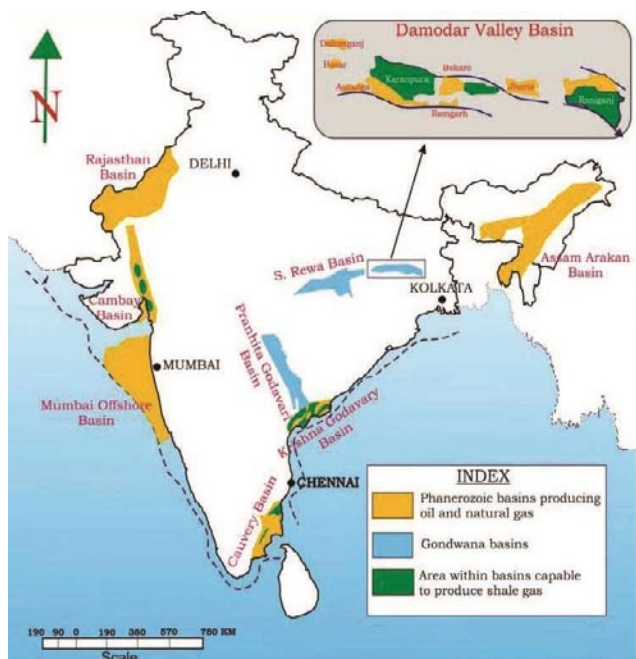 Damodar Valley Basin
Daltonganj
Hutar
Auranga
Karanpura
Bokaro
Ramgarh
Jharia
Raniganj
N
Rajasthan
Basin
DELHI
S. Rewa Basin
Assam Arakan
Basin
KOLKATA
Cambay
Basin
Pranhita Godavari
Basin
MUMBAI
Mumbai Offshore
Basin
Krishna Godavary
Basin
CHENNAI
Cauvery Basin
INDEX
Phanerozoic basins producing
oil and natural gas
Gondwana basins
Area within basins capable
to produce shale gas
190 90 0 190 380 570 760 KM
Scale